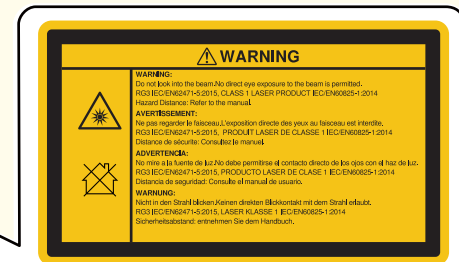 WARNING
WARNING:
Do not look into the beam.No direct eye exposure to the beam is permitted.
RG3 IEC/EN62471-5:2015, CLASS 1 LASER PRODUCT IEC/EN60825-1:2014
Hazard Distance: Refer to the manual.
AVERTISSEMENT:
Ne pas regarder le faisceau,L'exposition directe des yeux au faisceau est interdite.
RG3 IEC/EN62471-5:2015, PRODUIT LASER DE CLASSE 1 IEC/EN60825-1:2014
Distance de sécurité: Consultez le manuel.
ADVERTENCIA:
No mire a la fuente de luz.No debe permitirse el contacto directo de los ojos con el haz de luz.
RG3 IEC/EN62471-5:2015, PRODUCTO LASER DE CLASE 1 IEC/EN60825-1:2014
Distancia de seguridad: Consulte el manual de usuario.
WARNUNG:
Nicht in den Strahl blicken.Keinen direkten Blickkontakt mit dem Strahl erlaubt.
RG3 IEC/EN62471-5:2015, LASER KLASSE 1 IEC/EN60825-1:2014
Sicherheitsabstand: entnehmen Sie dem Handbuch.